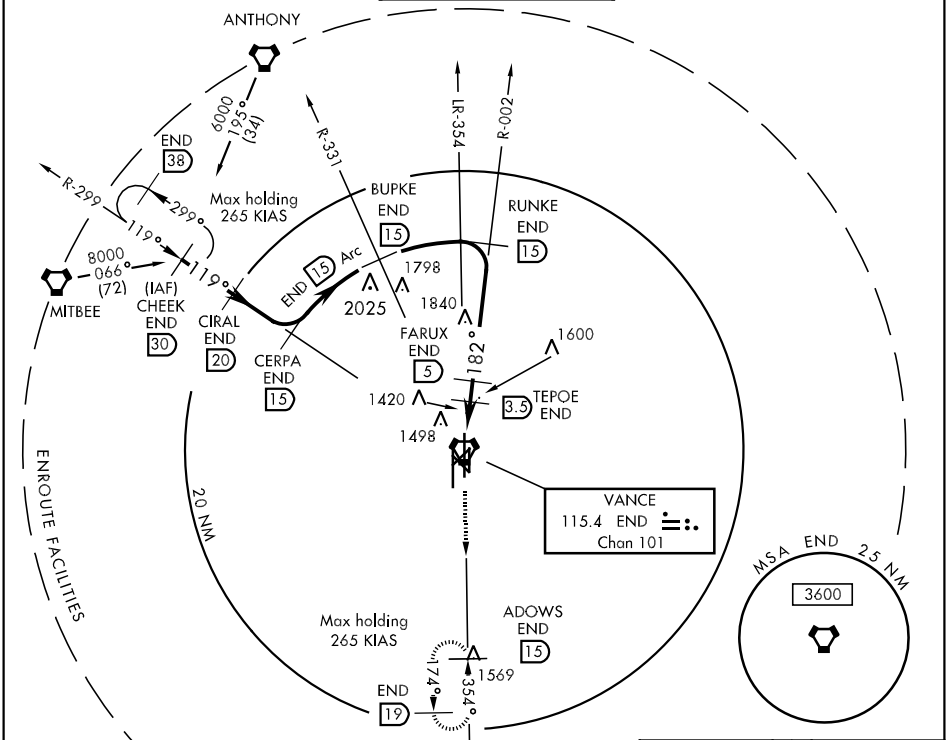 ANTHONY
6000
195°
(34)
END
38
R-299
119°
299°
Max holding
265 KIAS
8000
066°
(72)
MITBEE
(IAF)
CHEEK
END
30
119°
CIRAL
END
20
CERPA
END
15
END 15 Arc
R-331
BUPKE
END
15
2025
1798
LR-354
R-002
RUNKE
END
15
1840
FARUX
END
5
182°
1600
3.5 TEPOE
END
1420
1498
VANCE
115.4 END
Chan 101
20 NM
ENROUTE FACILITIES
Max holding
265 KIAS
ADOWS
END
15
1569
174°
354°
END
19
MSA END 25 NM
3600